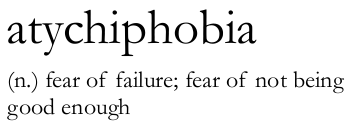 atychiphobia
(n.) fear of failure; fear of not being
good enough